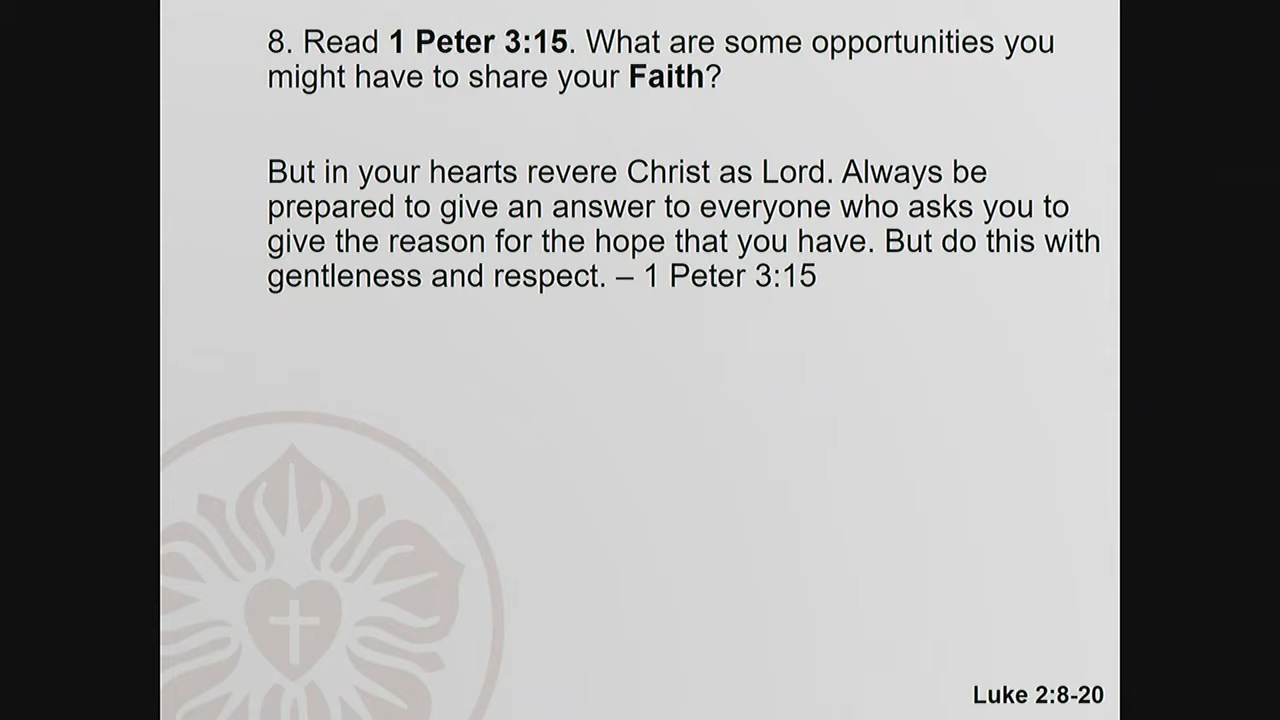 8. Read 1 Peter 3:15. What are some opportunities you
might have to share your Faith?
But in your hearts revere Christ as Lord. Always be
prepared to give an answer to everyone who asks you to
give the reason for the hope that you have. But do this with
gentleness and respect. – 1 Peter 3:15
Luke 2:8-20